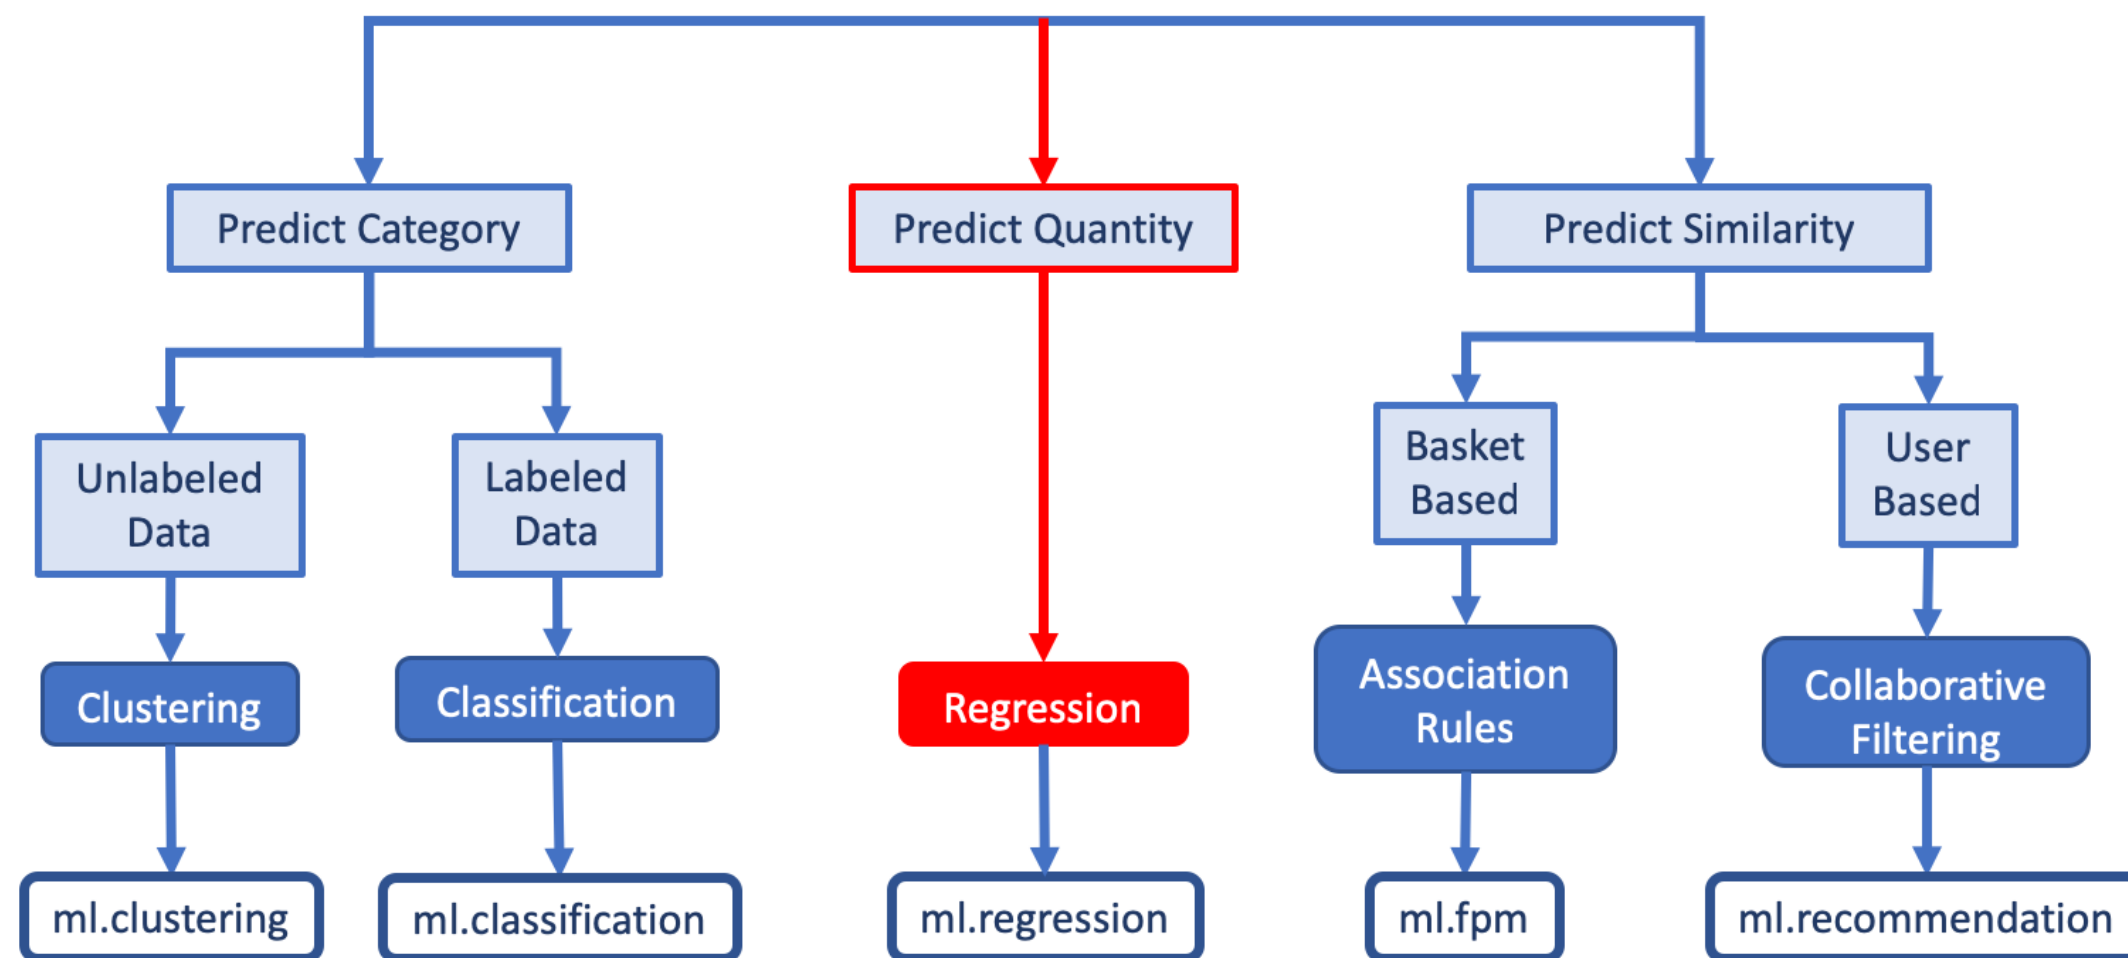 Predict Category
Predict Quantity
Predict Similarity
Unlabeled
Data
Labeled
Data
Basket
Based
User
Based
Clustering
Classification
Regression
Association
Rules
Collaborative
Filtering
ml.clustering
ml.classification
ml.regression
ml.fpm
ml.recommendation